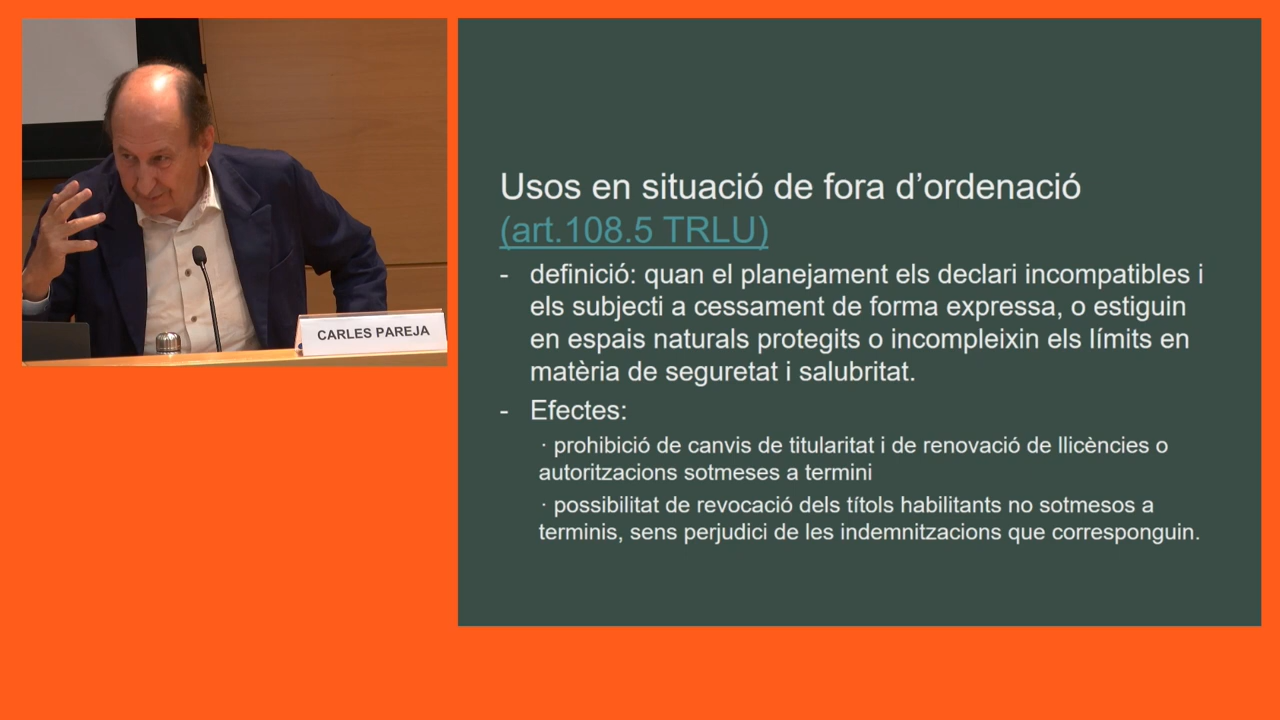 CARLES PAREJA
Usos en situació de fora d'ordenació
(art.108.5 TRLU)
- definició: quan el planejament els declari incompatibles i
els subjecti a cessament de forma expressa, o estiguin
en espais naturals protegits o incompleixin els límits en
matèria de seguretat i salubritat.
- Efectes:
· prohibició de canvis de titularitat i de renovació de llicències o
autoritzacions sotmeses a termini
· possibilitat de revocació dels títols habilitants no sotmesos a
terminis, sens perjudici de les indemnitzacions que corresponguin.